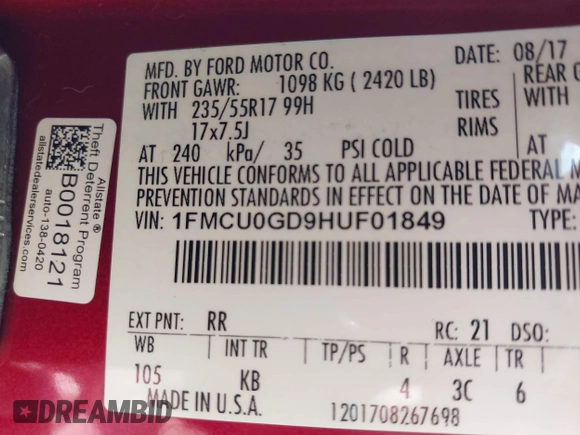 MFD. BY FORD MOTOR CO.
DATE: 08/17
FRONT GAWR: 1098 KG ( 2420 LB)
REAR G
WITH 235/55R17 99H
TIRES WITH
17x7.5J
RIMS
AT 240 kPa/ 35 PSI COLD
AT
THIS VEHICLE CONFORMS TO ALL APPLICABLE FEDERAL M
PREVENTION STANDARDS IN EFFECT ON THE DATE OF MA
VIN: 1FMCU0GD9HUF01849
TYPE:
EXT PNT: RR
RC: 21 DSO:
WB INT TR TP/PS R AXLE TR
105 KB 4 3C 6
MADE IN U.S.A.
1201708267698
Allstate ®
Theft Deterrent Program
B0018121
auto-138-0420
allstatedealerservices.com
DREAMBID